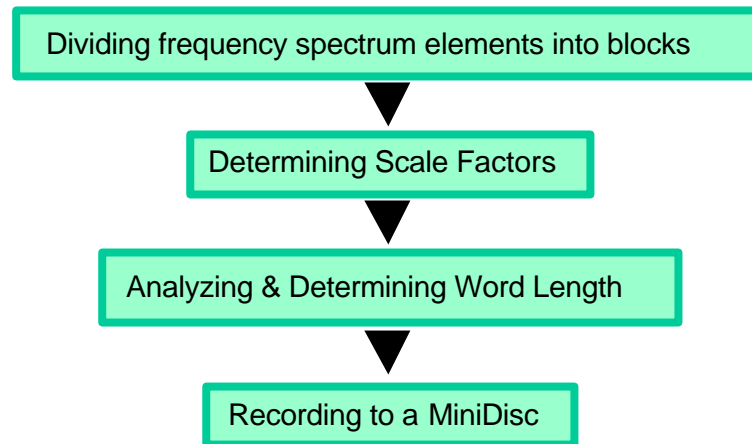 Dividing frequency spectrum elements into blocks
Determining Scale Factors
Analyzing & Determining Word Length
Recording to a MiniDisc